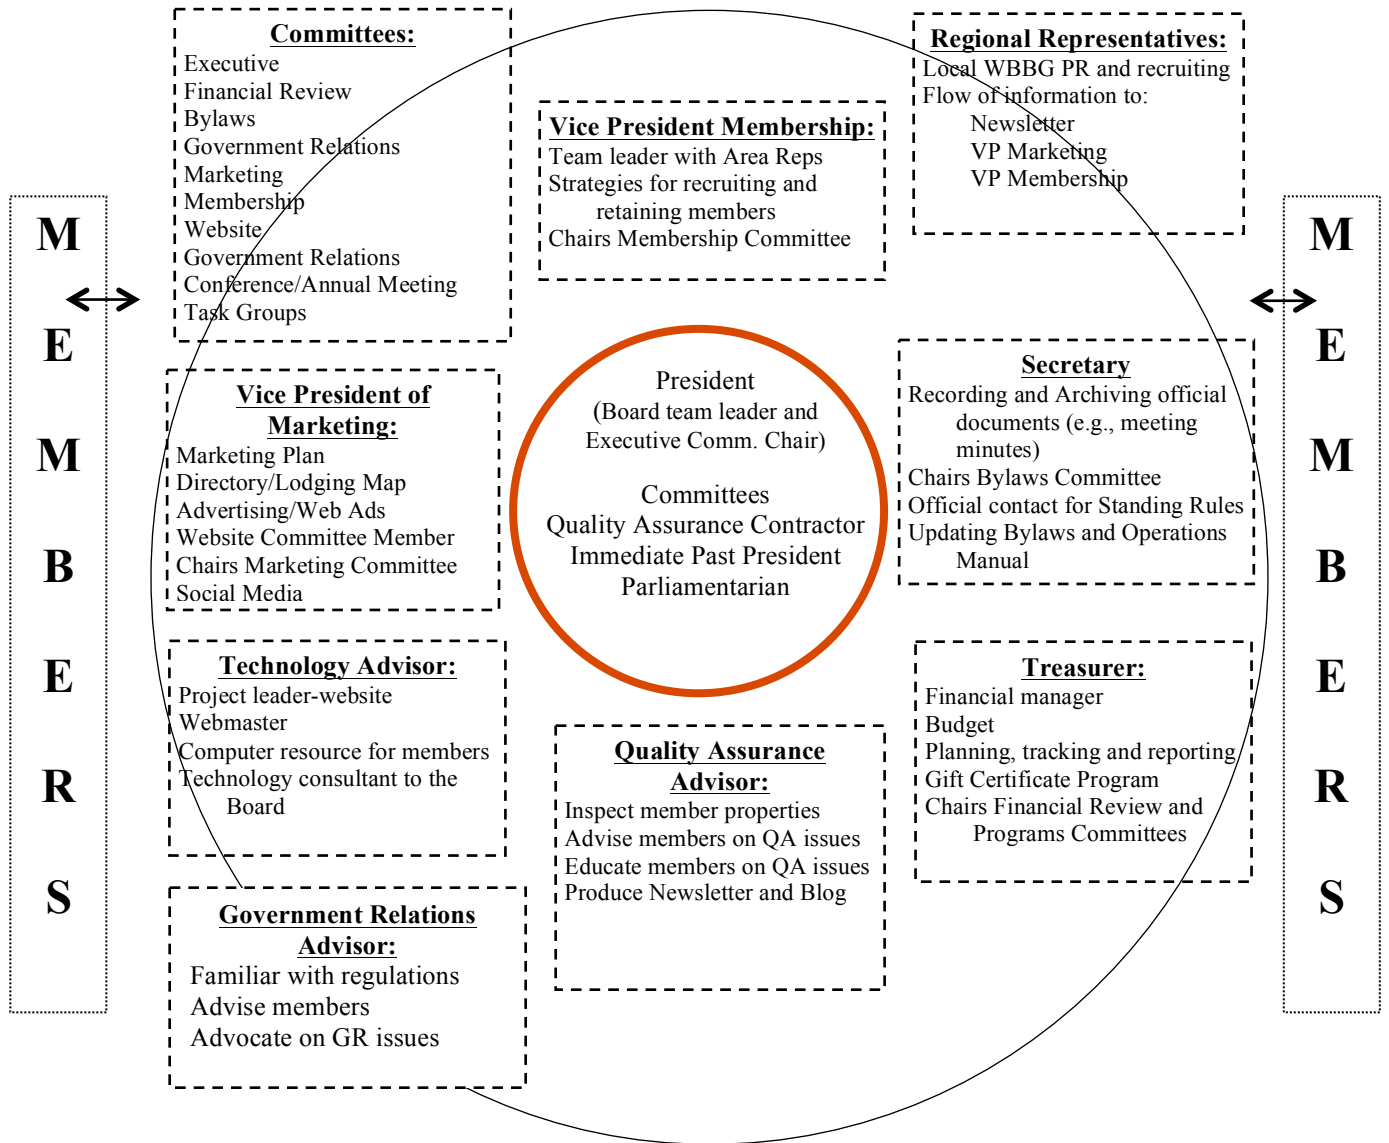 Committees:
Executive
Financial Review
Bylaws
Government Relations
Marketing
Membership
Website
Government Relations
Conference/Annual Meeting
Task Groups
Vice President Membership:
Team leader with Area Reps
Strategies for recruiting and
retaining members
Chairs Membership Committee
Regional Representatives:
Local WBBG PR and recruiting
Flow of information to:
Newsletter
VP Marketing
VP Membership
M
E
M
B
E
R
S
Vice President of
Marketing:
Marketing Plan
Directory/Lodging Map
Advertising/Web Ads
Website Committee Member
Chairs Marketing Committee
Social Media
President
(Board team leader and
Executive Comm. Chair)
Committees
Quality Assurance Contractor
Immediate Past President
Parliamentarian
Secretary
Recording and Archiving official
documents (e.g., meeting
minutes)
Chairs Bylaws Committee
Official contact for Standing Rules
Updating Bylaws and Operations
Manual
M
E
M
B
E
R
S
Technology Advisor:
Project leader-website
Webmaster
Computer resource for members
Technology consultant to the
Board
Quality Assurance
Advisor:
Inspect member properties
Advise members on QA issues
Educate members on QA issues
Produce Newsletter and Blog
Treasurer:
Financial manager
Budget
Planning, tracking and reporting
Gift Certificate Program
Chairs Financial Review and
Programs Committees
Government Relations
Advisor:
Familiar with regulations
Advise members
Advocate on GR issues